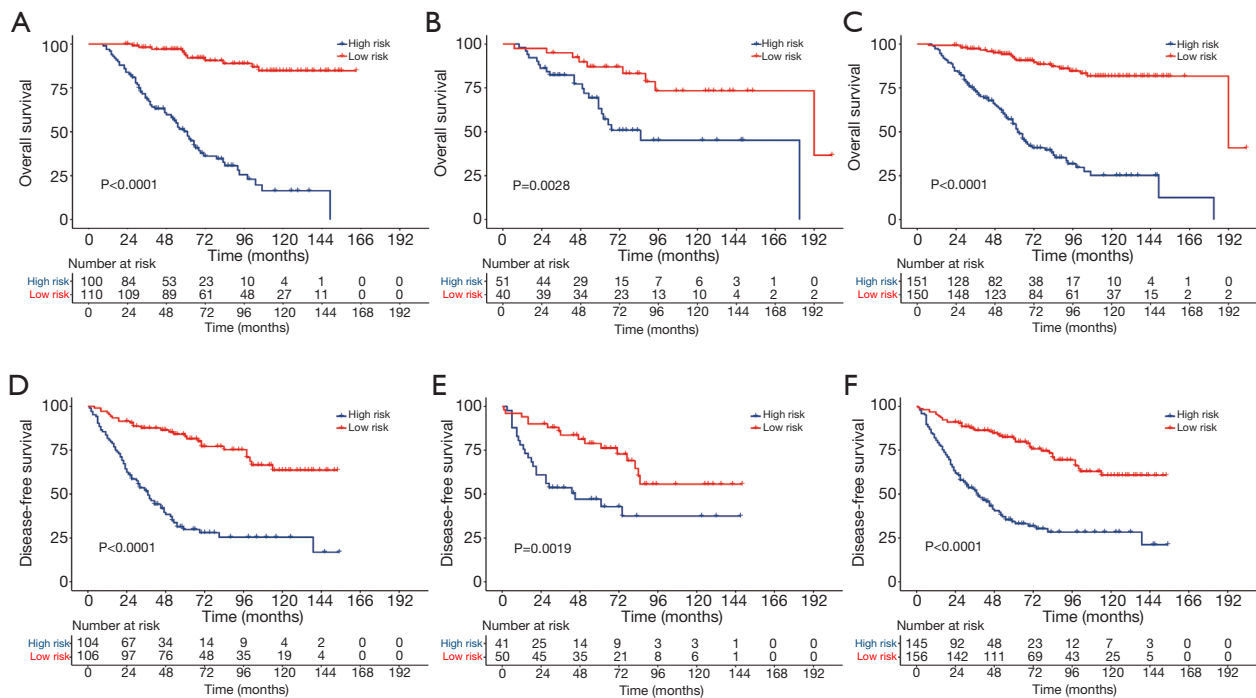 A
Overall survival
100
75
50
25
0
High risk
Low risk
P<0.0001
0 24 48 72 96 120 144 166 192
Time (months)
Number at risk
High risk 100 84 53 23 10 4 1 0 0
Low risk 110 109 89 61 48 27 11 0 0
0 24 48 72 96 120 144 168 192
Time (months)
B
Overall survival
100
75
50
25
0
High risk
Low risk
P=0.0028
0 24 48 72 96 120 144 166 192
Time (months)
Number at risk
High risk 51 44 29 15 7 6 3 1 0
Low risk 40 39 34 23 13 10 4 2 2
0 24 48 72 96 120 144 168 192
Time (months)
C
Overall survival
100
75
50
25
0
High risk
Low risk
P<0.0001
0 24 48 72 96 120 144 166 192
Time (months)
Number at risk
High risk 151 128 82 38 17 10 4 1 0
Low risk 150 148 123 84 61 37 15 2 2
0 24 48 72 96 120 144 168 192
Time (months)
D
Disease-free survival
100
75
50
25
0
High risk
Low risk
P<0.0001
0 24 48 72 96 120 144 166 192
Time (months)
Number at risk
High risk 104 67 34 14 9 4 2 0 0
Low risk 106 97 76 48 35 19 4 0 0
0 24 48 72 96 120 144 168 192
Time (months)
E
Disease-free survival
100
75
50
25
0
High risk
Low risk
P=0.0019
0 24 48 72 96 120 144 166 192
Time (months)
Number at risk
High risk 41 25 14 9 3 3 1 0 0
Low risk 50 45 35 21 8 6 1 0 0
0 24 48 72 96 120 144 168 192
Time (months)
F
Disease-free survival
100
75
50
25
0
High risk
Low risk
P<0.0001
0 24 48 72 96 120 144 166 192
Time (months)
Number at risk
High risk 145 92 48 23 12 7 3 0 0
Low risk 156 142 111 69 43 25 5 0 0
0 24 48 72 96 120 144 168 192
Time (months)